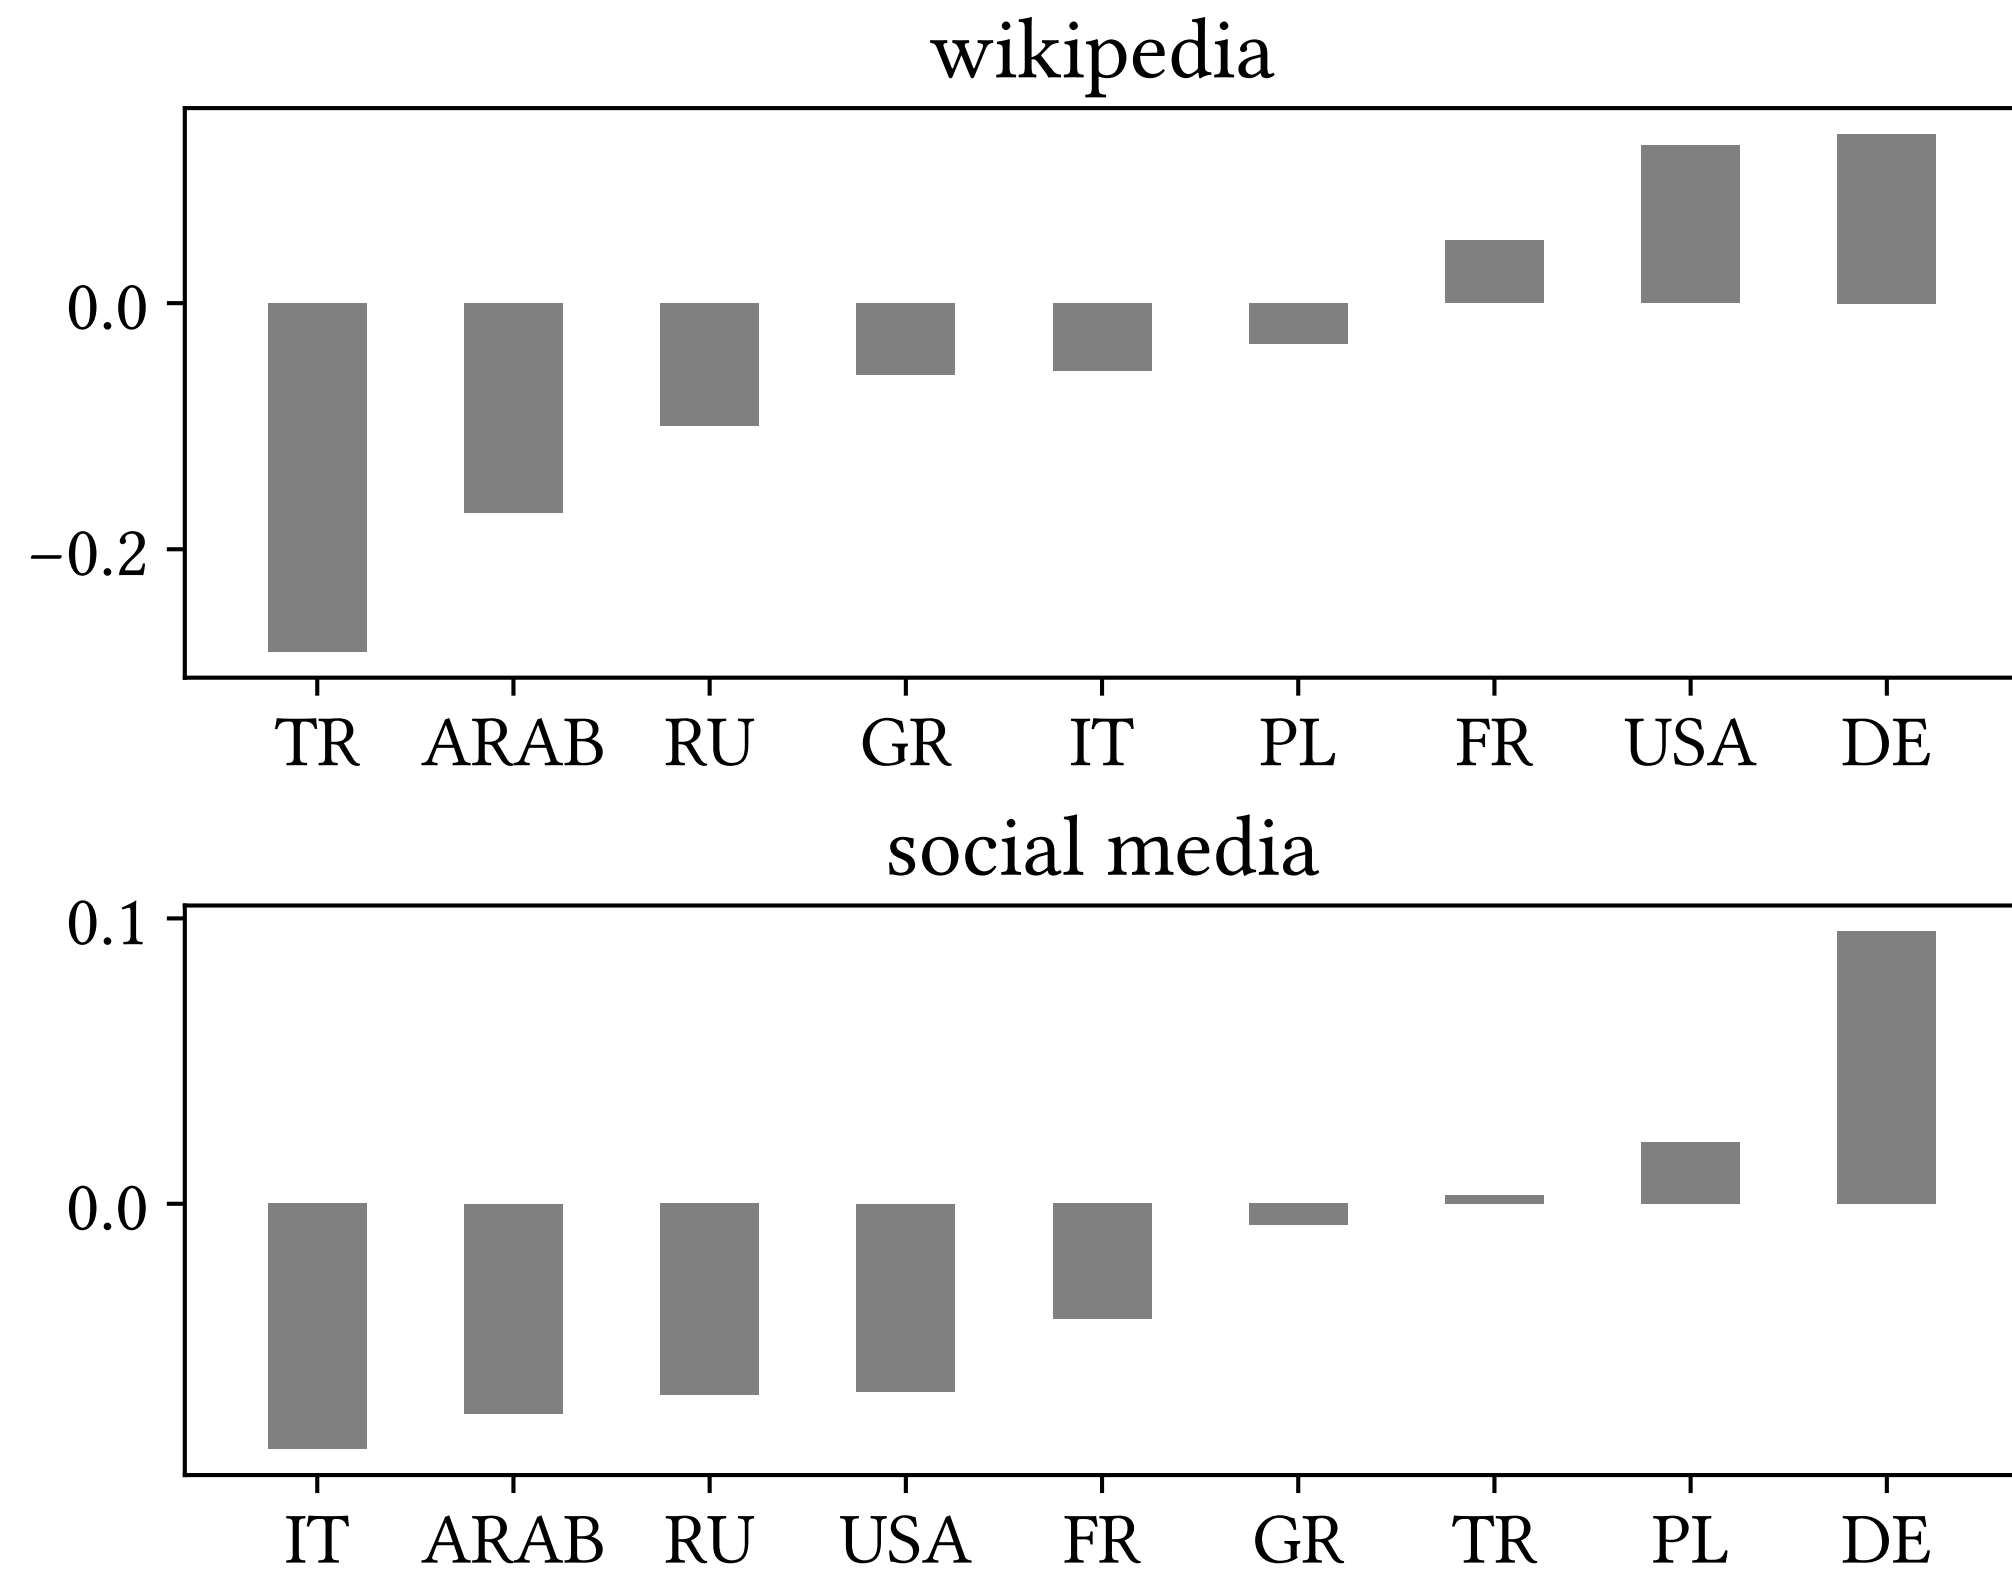 wikipedia
0.0
−0.2
TR ARAB RU GR IT PL FR USA DE
social media
0.1
0.0
IT ARAB RU USA FR GR TR PL DE